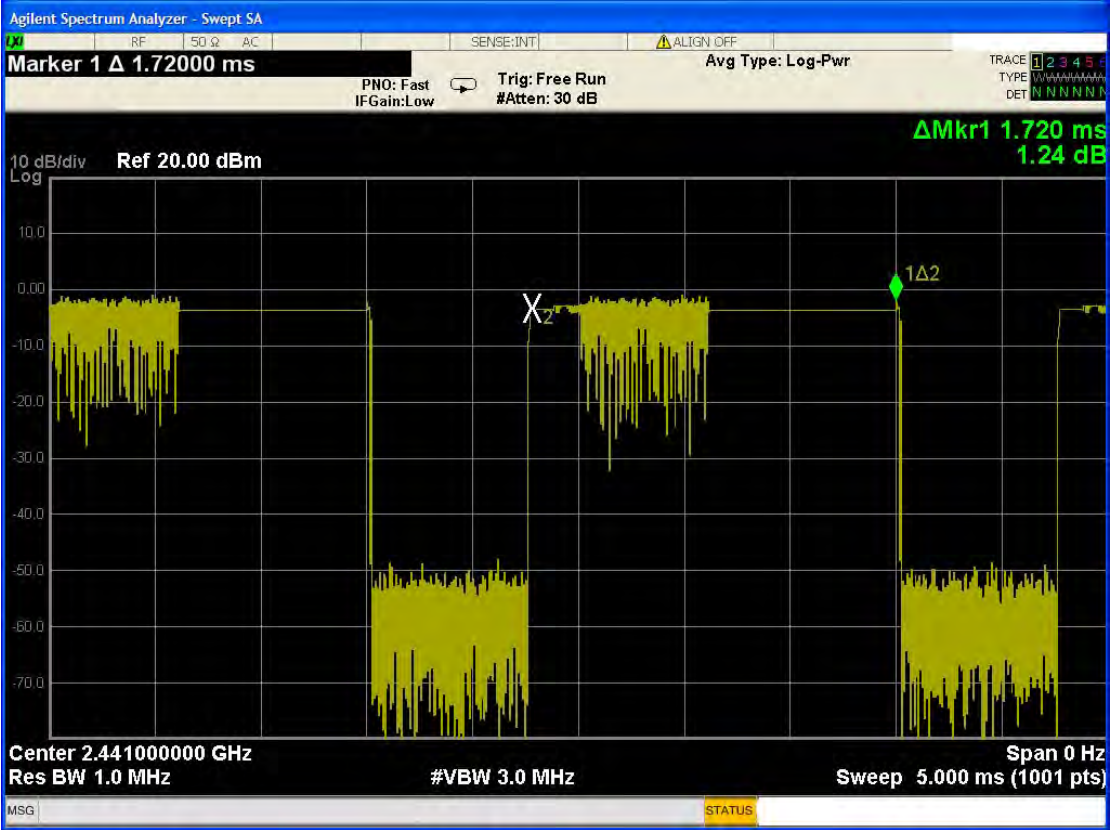 Agilent Spectrum Analyzer - Swept SA
LXI RF 50 Ω AC SENSE:INT ALIGN OFF
Marker 1 Δ 1.72000 ms
PNO: Fast
IFGain:Low
Trig: Free Run
#Atten: 30 dB
Avg Type: Log-Pwr
TRACE 1 2 3 4 5 6
TYPE
DET N N N N N N
ΔMkr1 1.720 ms
1.24 dB
10 dB/div
Log
Ref 20.00 dBm
10.0
0.00
-10.0
-20.0
-30.0
-40.0
-50.0
-60.0
-70.0
X2
1Δ2
Center 2.441000000 GHz
Span 0 Hz
Res BW 1.0 MHz
#VBW 3.0 MHz
Sweep 5.000 ms (1001 pts)
MSG
STATUS